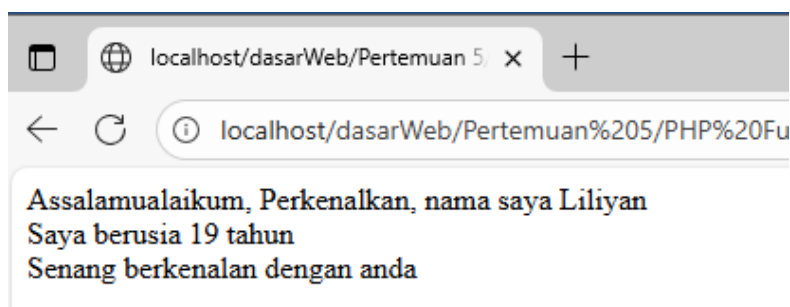 localhost/dasarWeb/Pertemuan 5/
localhost/dasarWeb/Pertemuan%205/PHP%20Fu
Assalamualaikum, Perkenalkan, nama saya Liliyan
Saya berusia 19 tahun
Senang berkenalan dengan anda